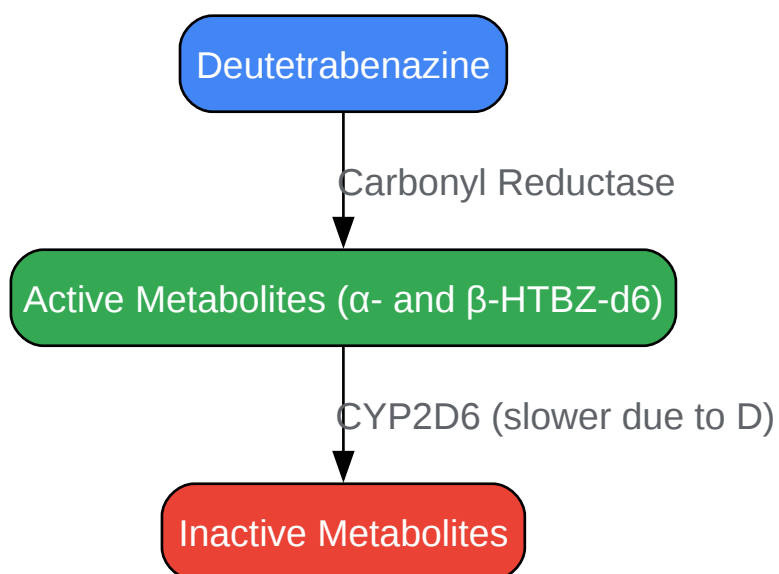 Deutetrabenazine
Carbonyl Reductase
Active Metabolites (α- and β-HTBZ-d6)
CYP2D6 (slower due to D)
Inactive Metabolites